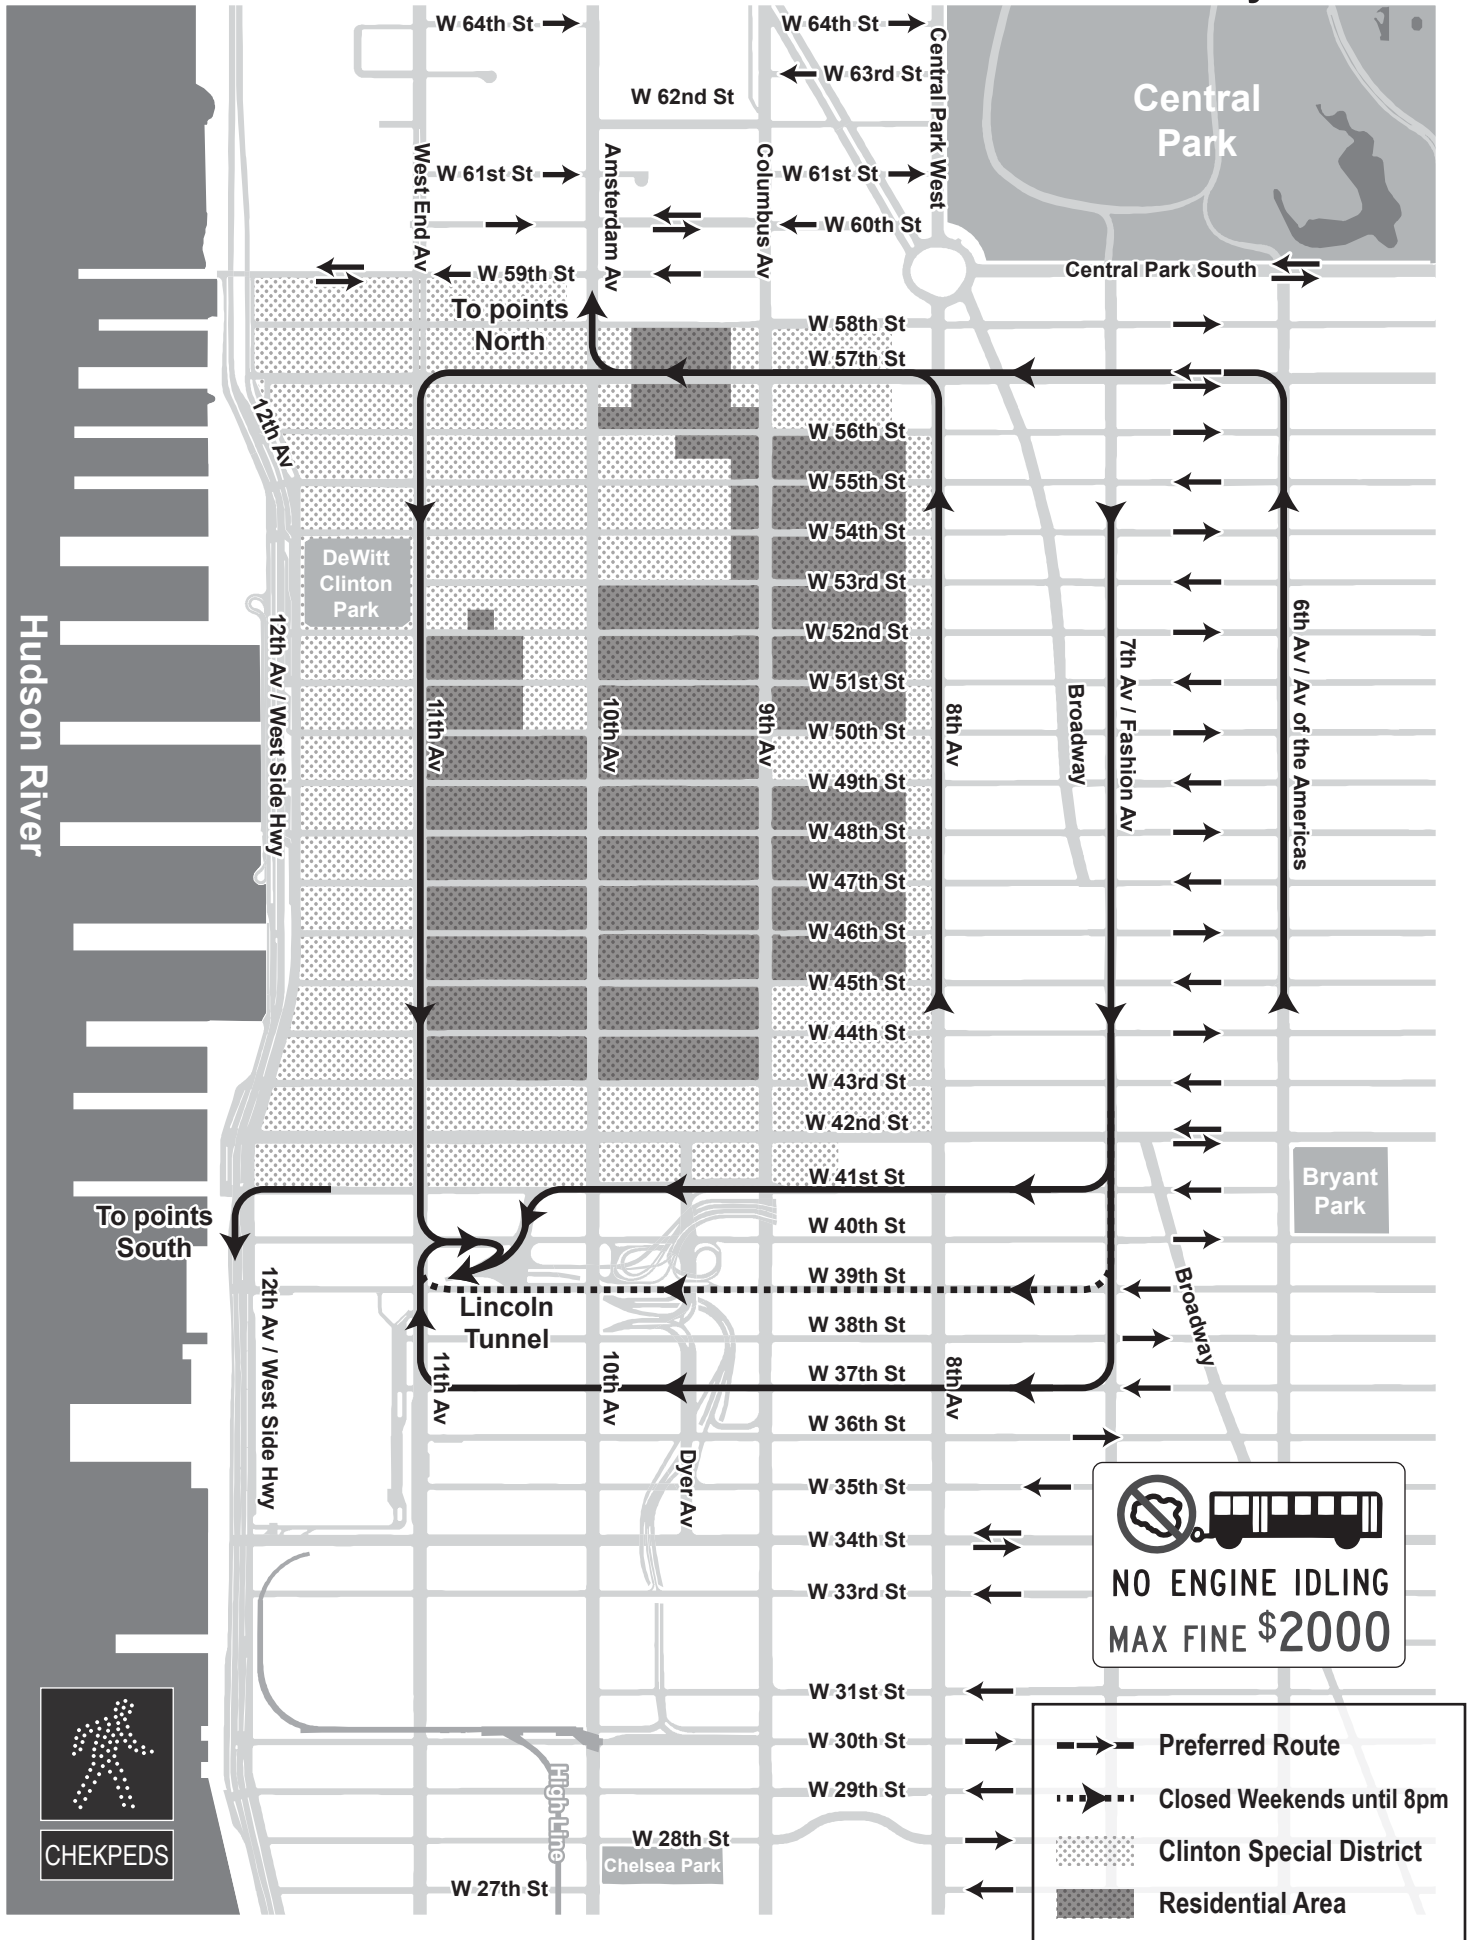 W 64th St
W 64th St
W 63rd St
W 62nd St
Central Park West
Central
Park
West End Av
Amsterdam Av
Columbus Av
W 61st St
W 61st St
W 60th St
W 59th St
Central Park South
To points
North
W 58th St
W 57th St
12th Av
W 56th St
W 55th St
W 54th St
DeWitt
Clinton
Park
W 53rd St
Hudson River
12th Av / West Side Hwy
W 52nd St
6th Av / Av of the Americas
7th Av / Fashion Av
W 51st St
Broadway
11th Av
10th Av
9th Av
8th Av
W 50th St
W 49th St
W 48th St
W 47th St
W 46th St
W 45th St
W 44th St
W 43rd St
W 42nd St
W 41st St
Bryant
Park
To points
South
W 40th St
12th Av / West Side Hwy
W 39th St
Broadway
Lincoln
Tunnel
W 38th St
11th Av
10th Av
W 37th St
8th Av
W 36th St
Dyer Av
W 35th St
W 34th St
W 33rd St
NO ENGINE IDLING
MAX FINE $2000
W 31st St
W 30th St
W 29th St
High Line
W 28th St
Chelsea Park
W 27th St
CHEKPEDS
Preferred Route
Closed Weekends until 8pm
Clinton Special District
Residential Area